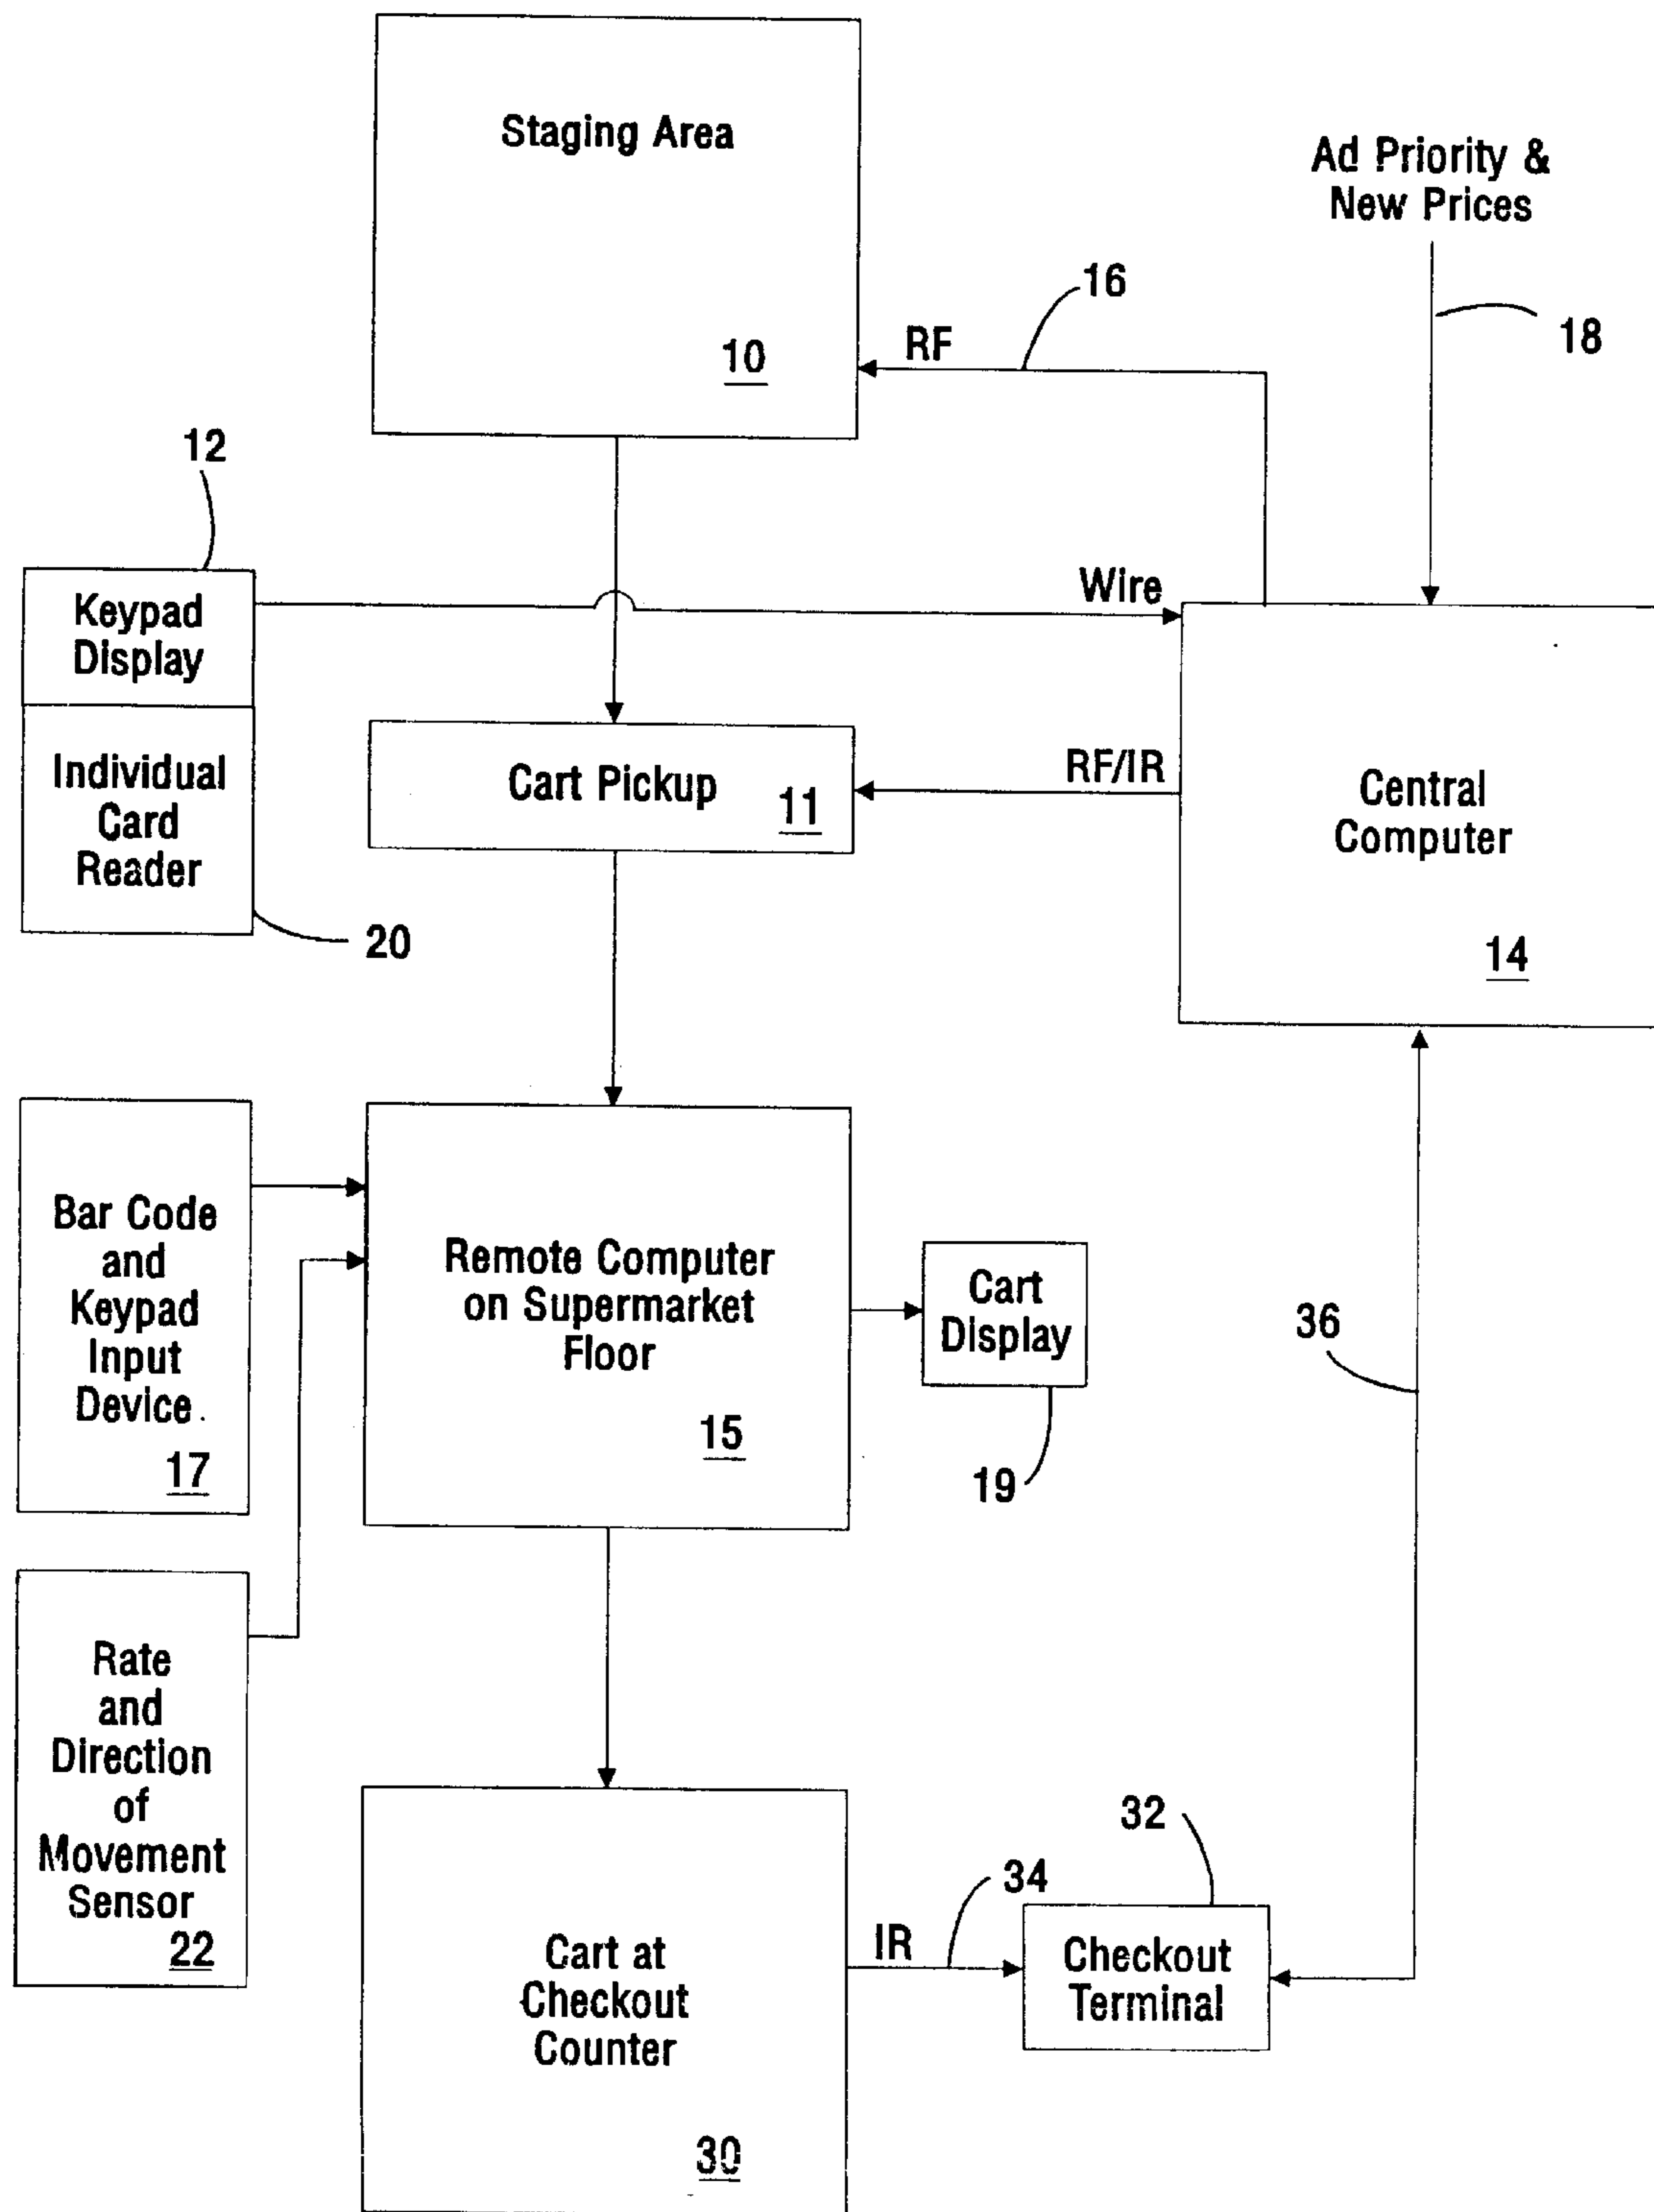 Staging Area
10
Ad Priority &
New Prices
16
18
RF
12
Keypad
Display
Wire
Individual
Card
Reader
20
Cart Pickup
11
RF/IR
Central
Computer
14
Bar Code
and
Keypad
Input
Device
17
Remote Computer
on Supermarket
Floor
15
Cart
Display
19
36
Rate
and
Direction
of
Movement
Sensor
22
Cart at
Checkout
Counter
30
IR
34
32
Checkout
Terminal